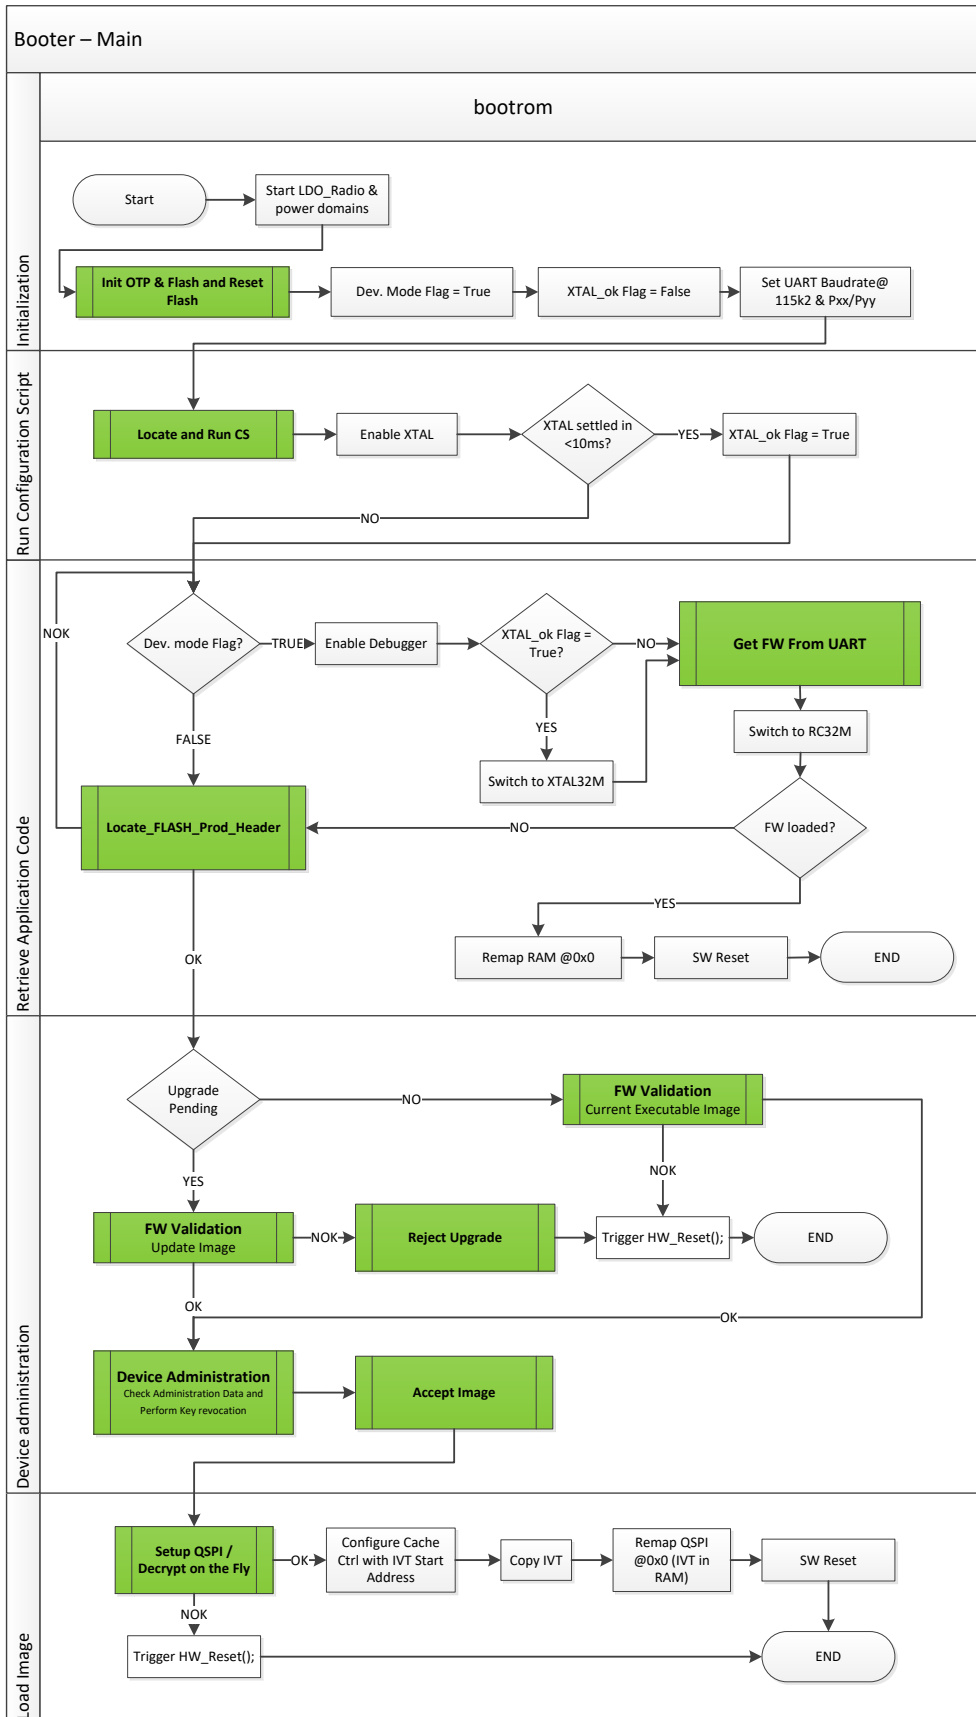 Booter – Main
bootrom
Initialization
Start
Start LDO_Radio &
power domains
Init OTP & Flash and Reset
Flash
Dev. Mode Flag = True
XTAL_ok Flag = False
Set UART Baudrate@
115k2 & Pxx/Pyy
Run Configuration Script
Locate and Run CS
Enable XTAL
XTAL settled in
<10ms?
YES
XTAL_ok Flag = True
NO
Retrieve Application Code
NOK
Dev. mode Flag?
TRUE
Enable Debugger
XTAL_ok Flag =
True?
NO
Get FW From UART
YES
Switch to RC32M
FALSE
Switch to XTAL32M
Locate_FLASH_Prod_Header
NO
FW loaded?
YES
OK
Remap RAM @0x0
SW Reset
END
Device administration
Upgrade
Pending
NO
FW Validation
Current Executable Image
YES
NOK
FW Validation
Update Image
NOK
Reject Upgrade
Trigger HW_Reset();
END
OK
OK
Device Administration
Check Administration Data and
Perform Key revocation
Accept Image
Load Image
Setup QSPI /
Decrypt on the Fly
OK
Configure Cache
Ctrl with IVT Start
Address
Copy IVT
Remap QSPI
@0x0 (IVT in
RAM)
SW Reset
NOK
Trigger HW_Reset();
END